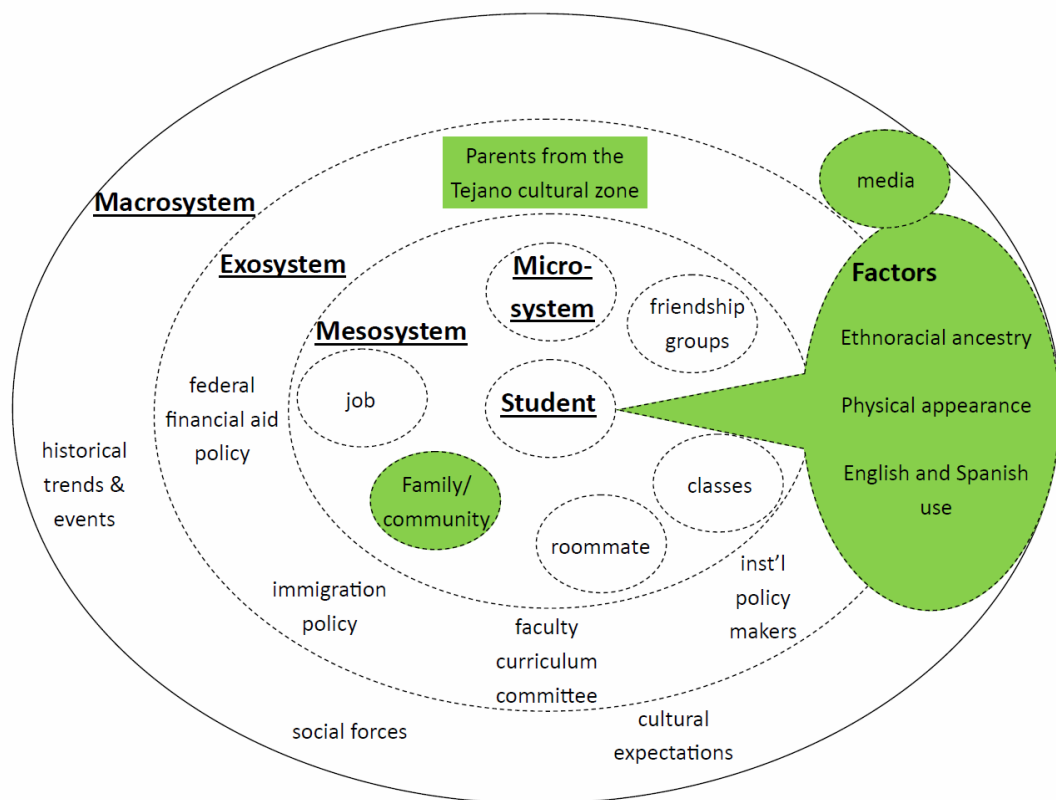 Parents from the
Tejano cultural zone
media
Macrosystem
Exosystem
Micro-
system
Factors
friendship
groups
Mesosystem
Ethnoracial ancestry
federal
financial aid
policy
job
Student
Physical appearance
historical
trends &
events
Family/
community
classes
English and Spanish
use
roommate
immigration
policy
inst'l
policy
makers
faculty
curriculum
committee
social forces
cultural
expectations